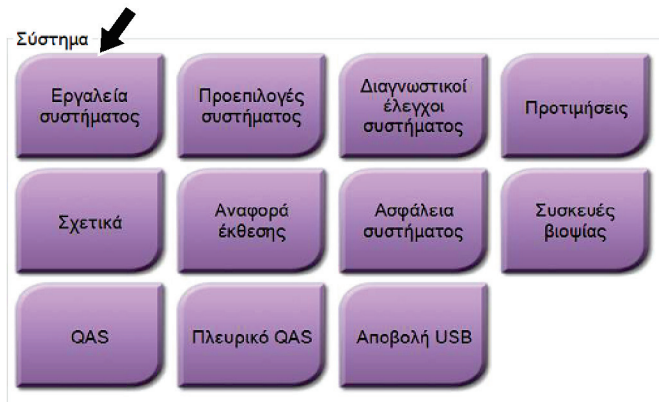 Σύστημα
Εργαλεία
συστήματος
Προεπιλογές
συστήματος
Διαγνωστικοί
έλεγχοι
συστήματος
Προτιμήσεις
Σχετικά
Αναφορά
έκθεσης
Ασφάλεια
συστήματος
Συσκευές
βιοψίας
QAS
Πλευρικό QAS
Αποβολή USB